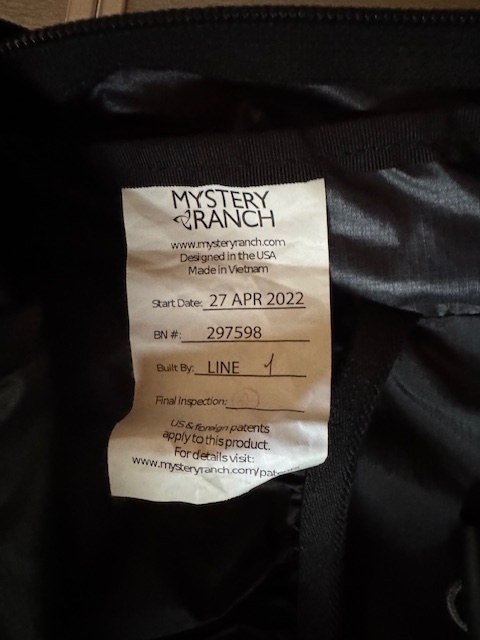 MYSTERY
RANCH
www.mysteryranch.com
Designed in the USA
Made in Vietnam
Start Date: 27 APR 2022
BN #: 297598
Built By: LINE 1
Final Inspection:
US & foreign patents
apply to this product.
For details visit:
www.mysteryranch.com/patents